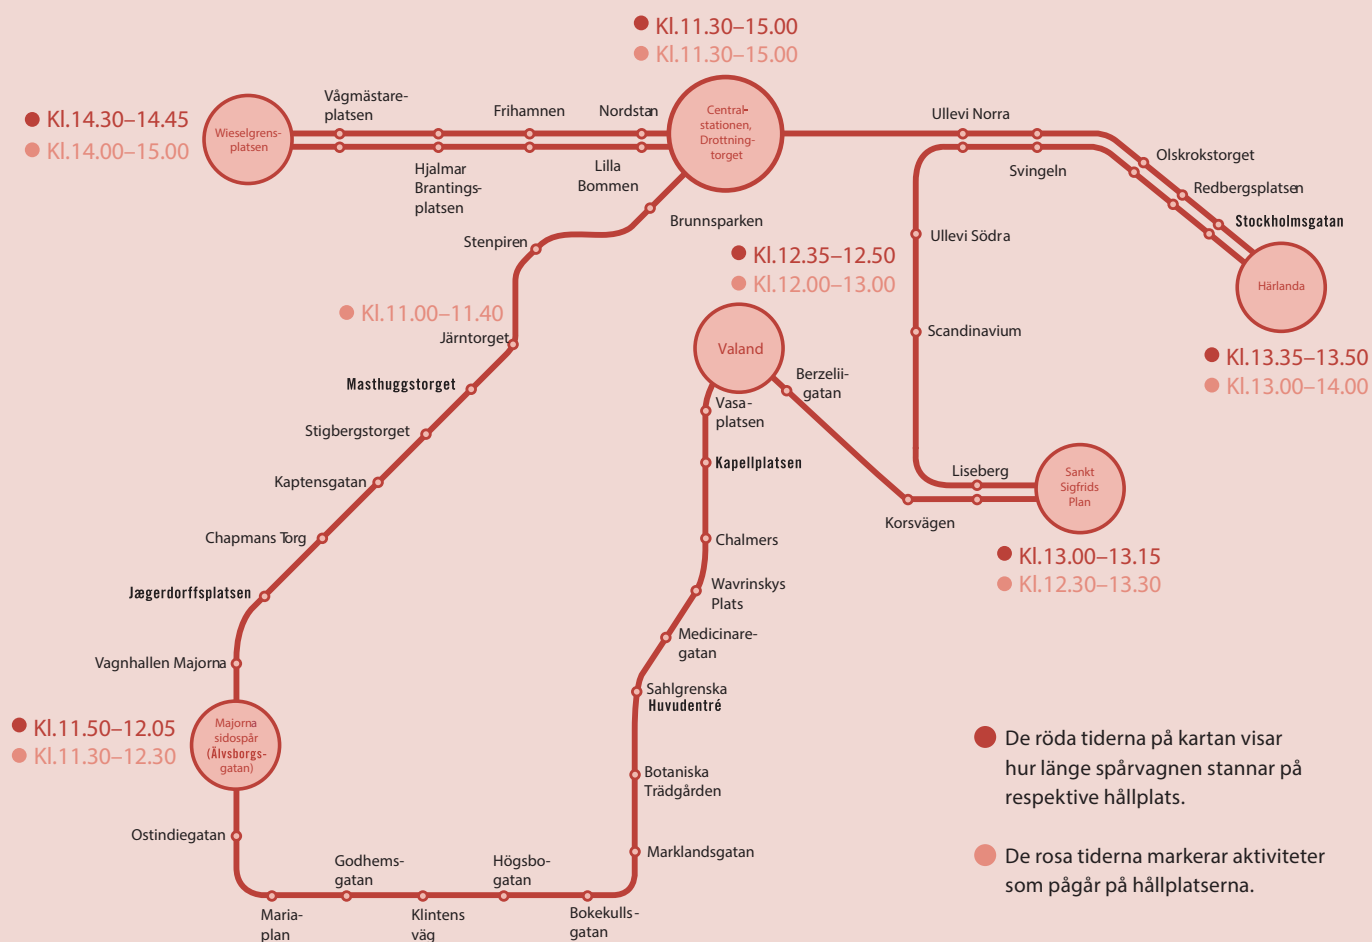 Kl.11.30–15.00
Kl.11.30–15.00
Kl.14.30–14.45
Kl.14.00–15.00
Wieselgrens-
platsen
Vågmästare-
platsen
Frihamnen
Nordstan
Hjalmar
Brantings-
platsen
Lilla
Bommen
Central-
stationen,
Drottning-
torget
Ullevi Norra
Svingeln
Olskrokstorget
Redbergsplatsen
Stockholmsgatan
Härlanda
Kl.13.35–13.50
Kl.13.00–14.00
Brunnsparken
Stenpiren
Ullevi Södra
Kl.12.35–12.50
Kl.12.00–13.00
Kl.11.00–11.40
Järntorget
Scandinavium
Valand
Berzelii-
gatan
Masthuggstorget
Vasa-
platsen
Stigbergstorget
Kapellplatsen
Liseberg
Sankt
Sigfrids
Plan
Kaptensgatan
Korsvägen
Chapmans Torg
Chalmers
Kl.13.00–13.15
Kl.12.30–13.30
Jægerdorffsplatsen
Wavrinskys
Plats
Medicinare-
gatan
Vagnhallen Majorna
Sahlgrenska
Huvudentré
Kl.11.50–12.05
Kl.11.30–12.30
Majorna
sidospår
(Älvsborgs-
gatan)
Botaniska
Trädgården
Ostindiegatan
Marklandsgatan
Godhems-
gatan
Högsbo-
gatan
Maria-
plan
Klintens
väg
Bokekulls-
gatan
De röda tiderna på kartan visar
hur länge spårvagnen stannar på
respektive hållplats.
De rosa tiderna markerar aktiviteter
som pågår på hållplatserna.